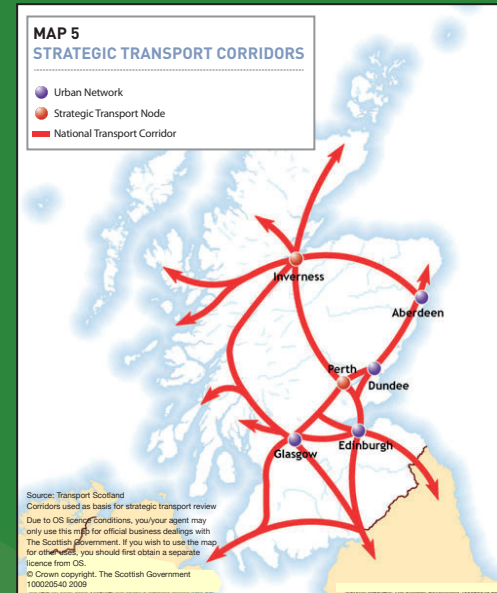 MAP 5
STRATEGIC TRANSPORT CORRIDORS
Urban Network
Strategic Transport Node
National Transport Corridor
Inverness
Aberdeen
Perth
Dundee
Edinburgh
Glasgow
Source: Transport Scotland
Corridors used as basis for strategic transport review
Due to OS licence conditions, you/your agent may
only use this map for official business dealings with
The Scottish Government. If you wish to use the map
for other uses, you should first obtain a separate
licence from OS.
© Crown copyright. The Scottish Government
100020540 2009